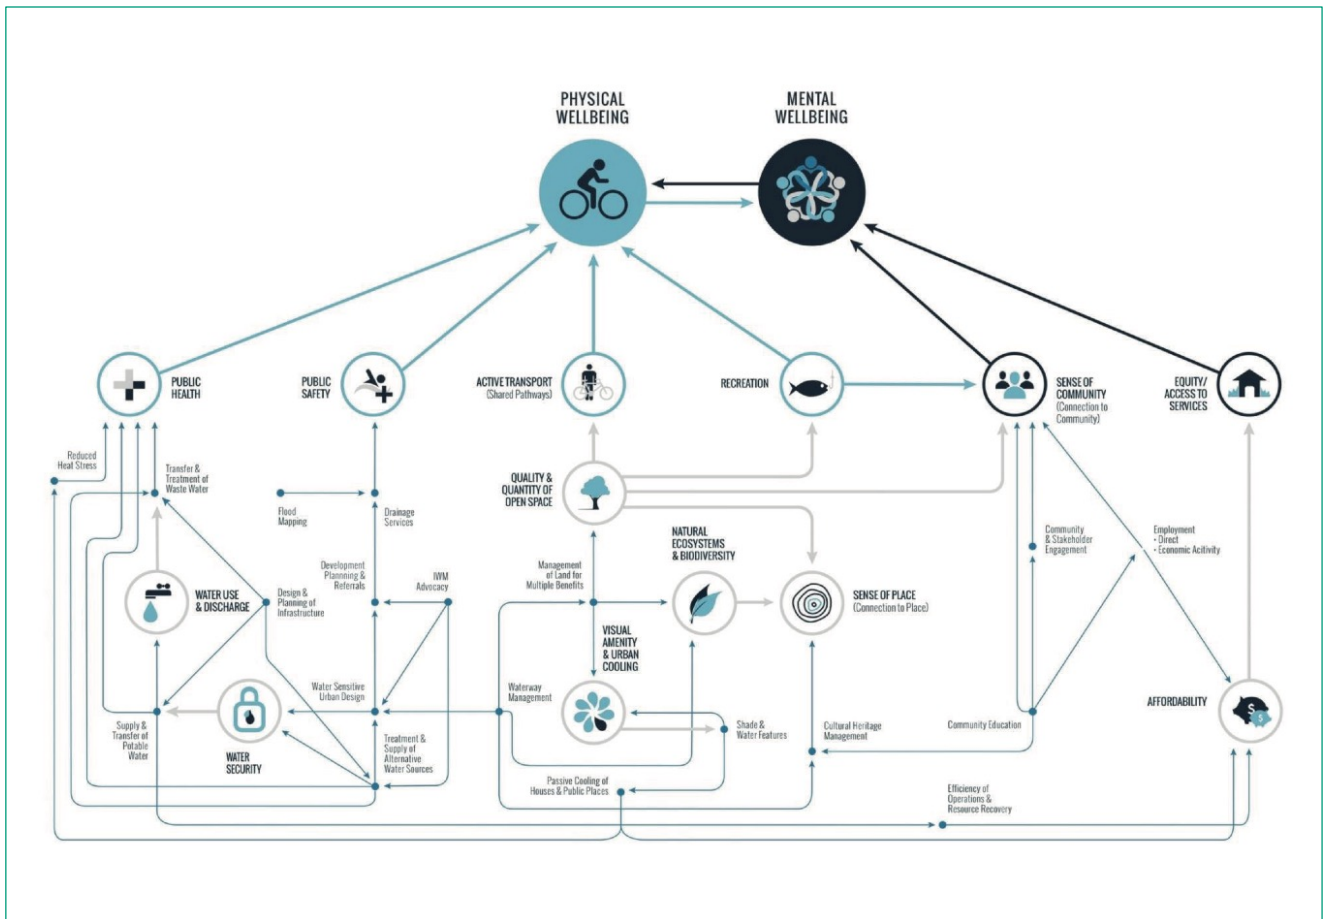 PHYSICAL
WELLBEING
MENTAL
WELLBEING
PUBLIC
HEALTH
PUBLIC
SAFETY
ACTIVE TRANSPORT
(Shared Pathways)
RECREATION
SENSE OF
COMMUNITY
(Connection to
Community)
EQUITY/
ACCESS TO
SERVICES
Reduced
Heat Stress
Transfer &
Treatment of
Waste Water
Flood
Mapping
Drainage
Services
QUALITY &
QUANTITY OF
OPEN SPACE
NATURAL
ECOSYSTEMS
& BIODIVERSITY
Community
& Stakeholder
Engagement
Employment
• Direct
• Economic Acitivity
WATER USE
& DISCHARGE
Design &
Planning of
Infrastructure
Development
Plannning &
Referrals
IWM
Advocacy
Management
of Land for
Multiple Benefits
SENSE OF PLACE
(Connection to Place)
VISUAL
AMENITY
& URBAN
COOLING
Supply &
Transfer of
Potable
Water
WATER
SECURITY
Water Sensitive
Urban Design
Treatment &
Supply of
Alternative
Water Sources
Waterway
Management
Shade &
Water Features
Cultural Heritage
Management
Community Education
AFFORDABILITY
$
$
Passive Cooling of
Houses & Public Places
Efficiency of
Operations &
Resource Recovery